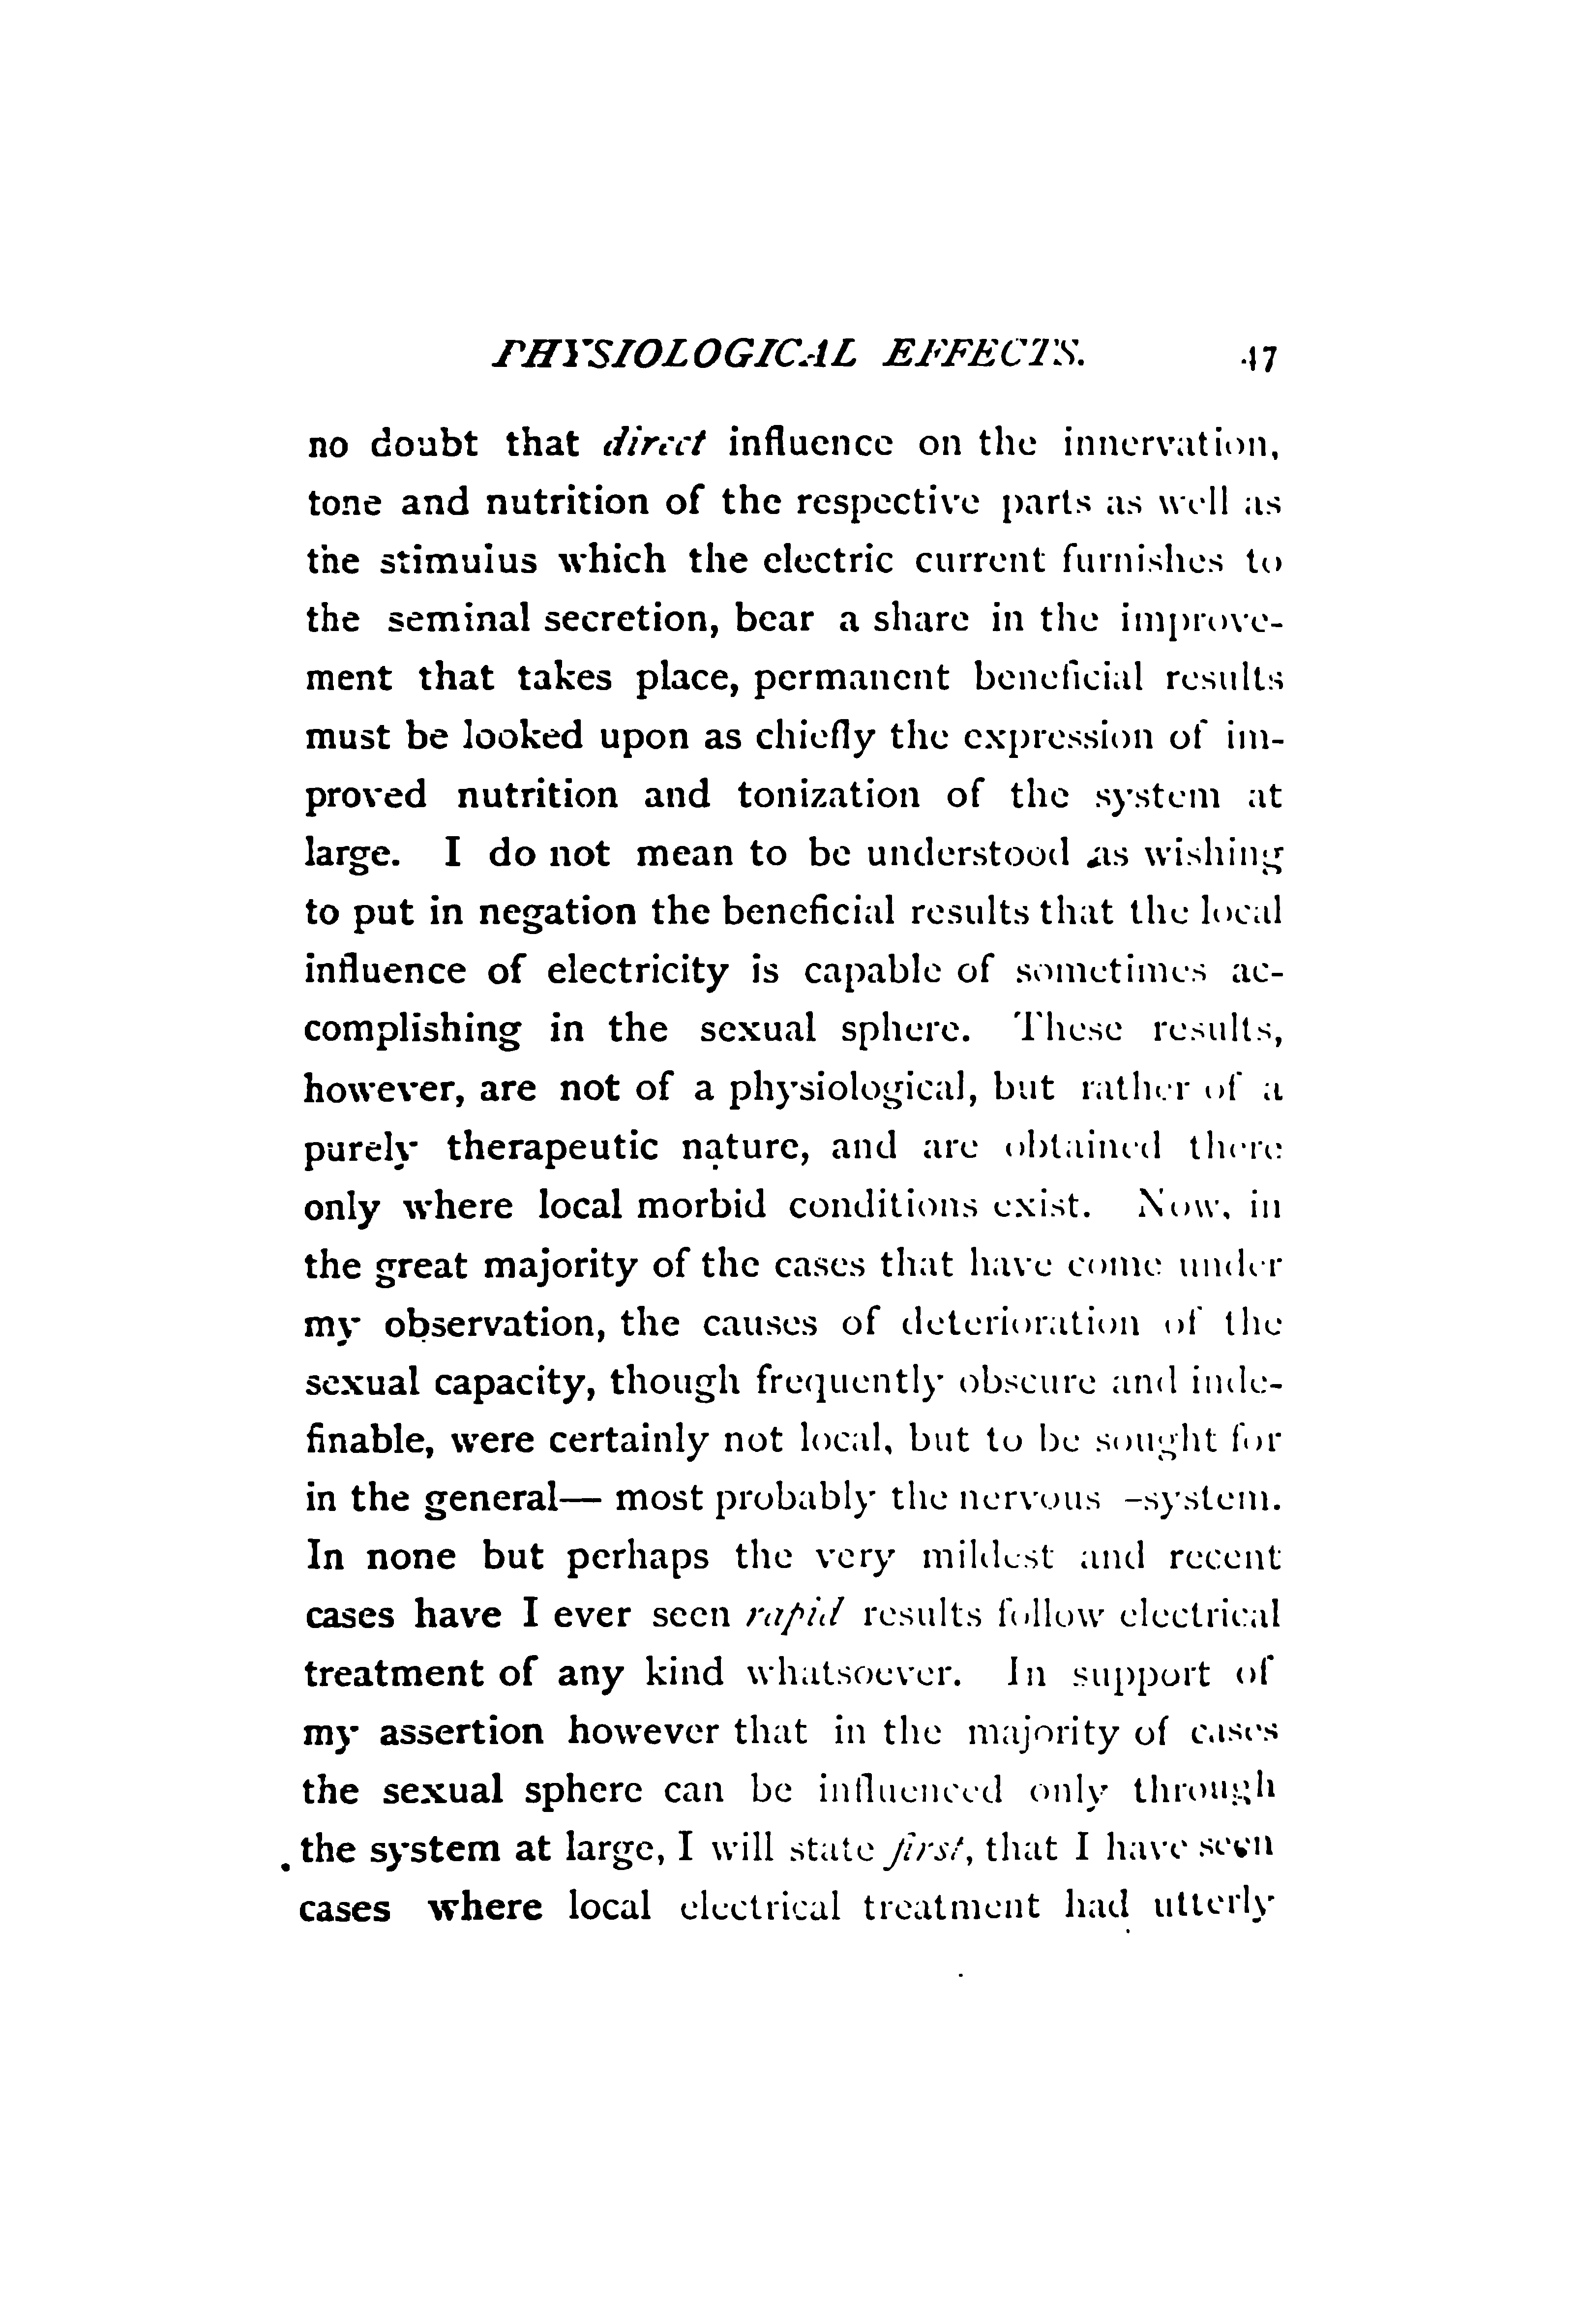 PHYSIOLOGICAL EFFECTS. 47
no doubt that direct influence on the innervation,
tone and nutrition of the respective parts as well as
the stimulus which the electric current furnishes to
the seminal secretion, bear a share in the improve-
ment that takes place, permanent beneficial results
must be looked upon as chiefly the expression of im-
proved nutrition and tonization of the system at
large. I do not mean to be understood as wishing
to put in negation the beneficial results that the local
influence of electricity is capable of sometimes ac-
complishing in the sexual sphere. These results,
however, are not of a physiological, but rather of a
purely therapeutic nature, and are obtained there
only where local morbid conditions exist. Now, in
the great majority of the cases that have come under
my observation, the causes of deterioration of the
sexual capacity, though frequently obscure and inde-
finable, were certainly not local, but to be sought for
in the general— most probably the nervous –system.
In none but perhaps the very mildest and recent
cases have I ever seen rapid results follow electrical
treatment of any kind whatsoever. In support of
my assertion however that in the majority of cases
the sexual sphere can be influenced only through
the system at large, I will state first, that I have seen
cases where local electrical treatment had utterly